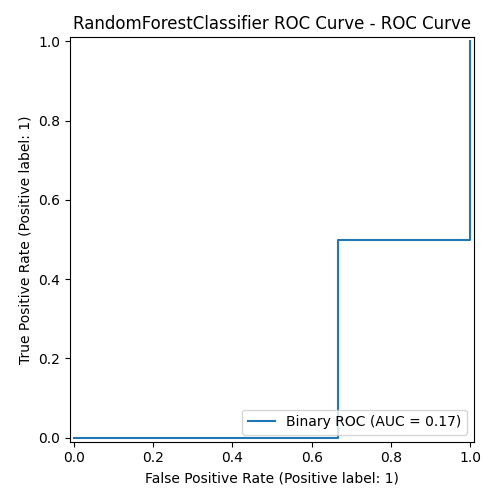 RandomForestClassifier ROC Curve - ROC Curve
1.0
0.8
0.6
0.4
0.2
0.0
True Positive Rate (Positive label: 1)
Binary ROC (AUC = 0.17)
0.0 0.2 0.4 0.6 0.8 1.0
False Positive Rate (Positive label: 1)